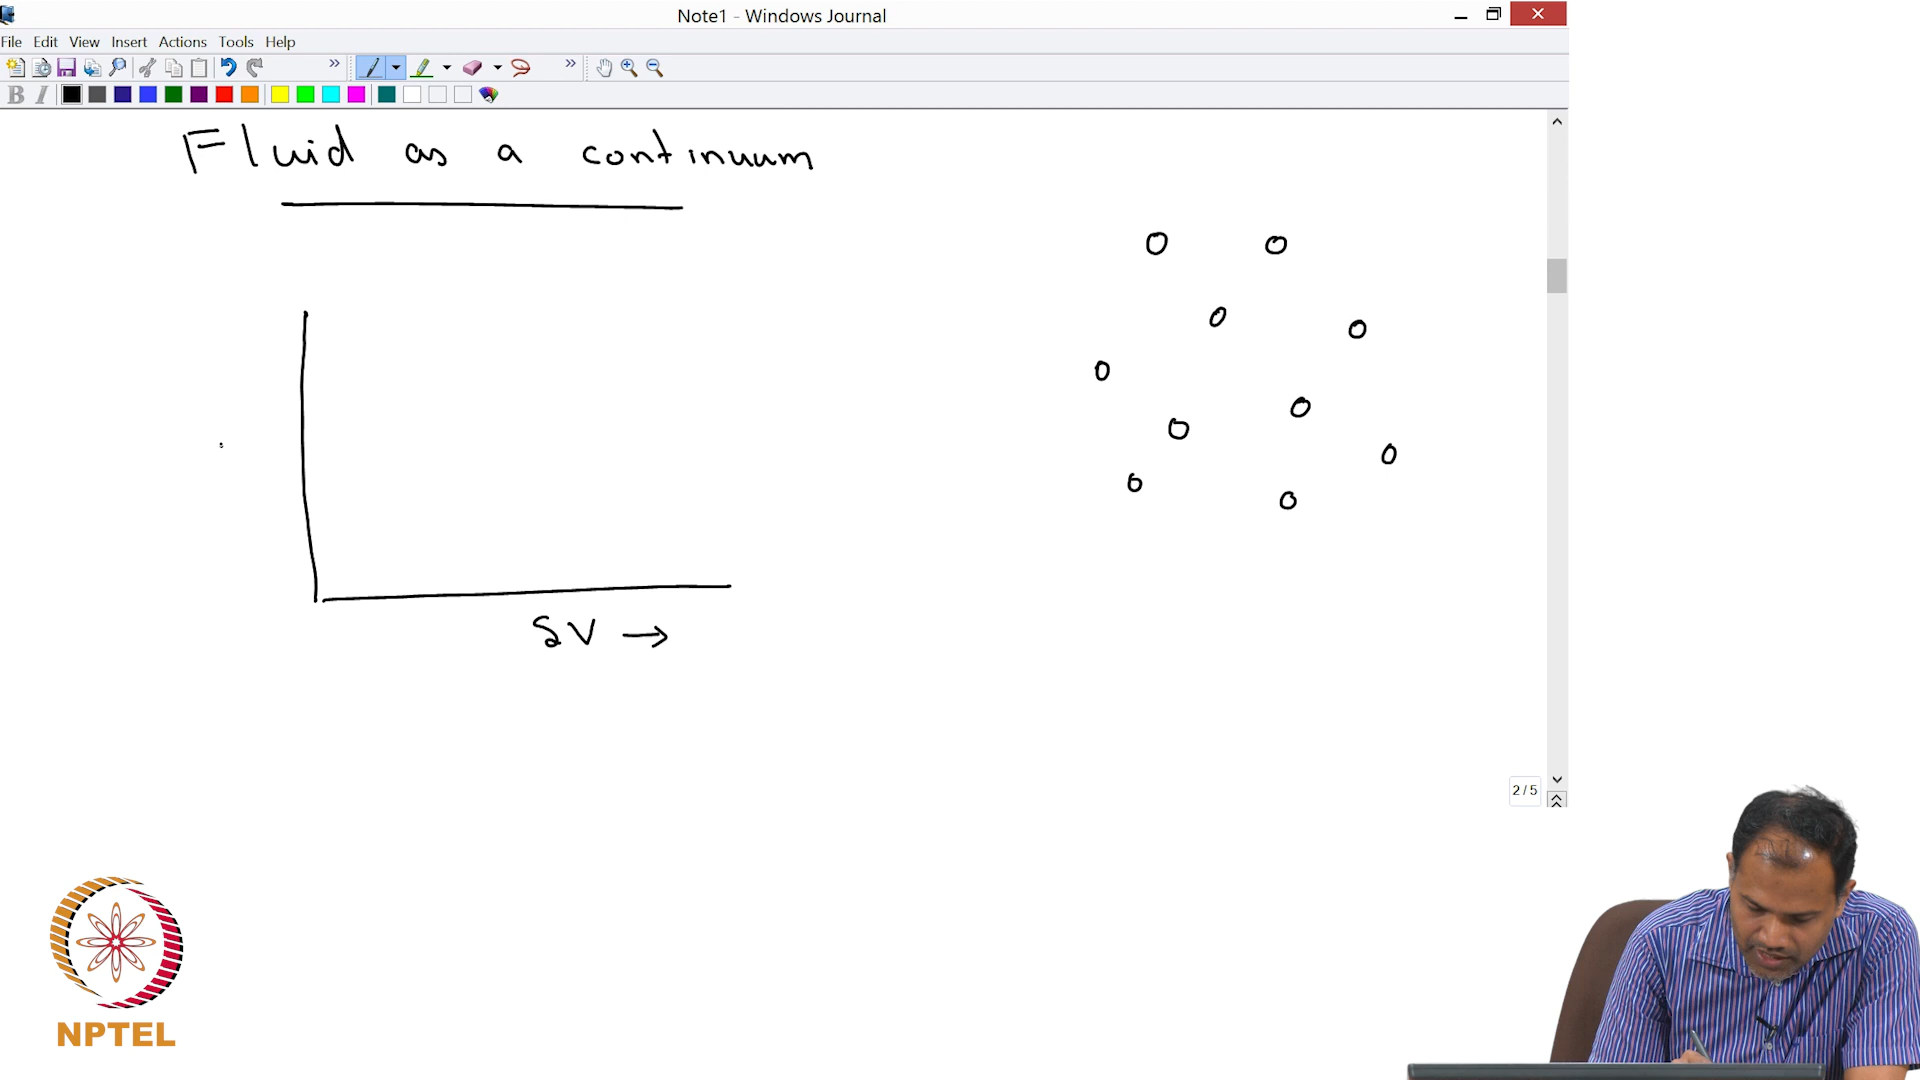 Note1 - Windows Journal
File Edit View Insert Actions Tools Help
B I
Fluid as a continuum
δV →
2 / 5
NPTEL